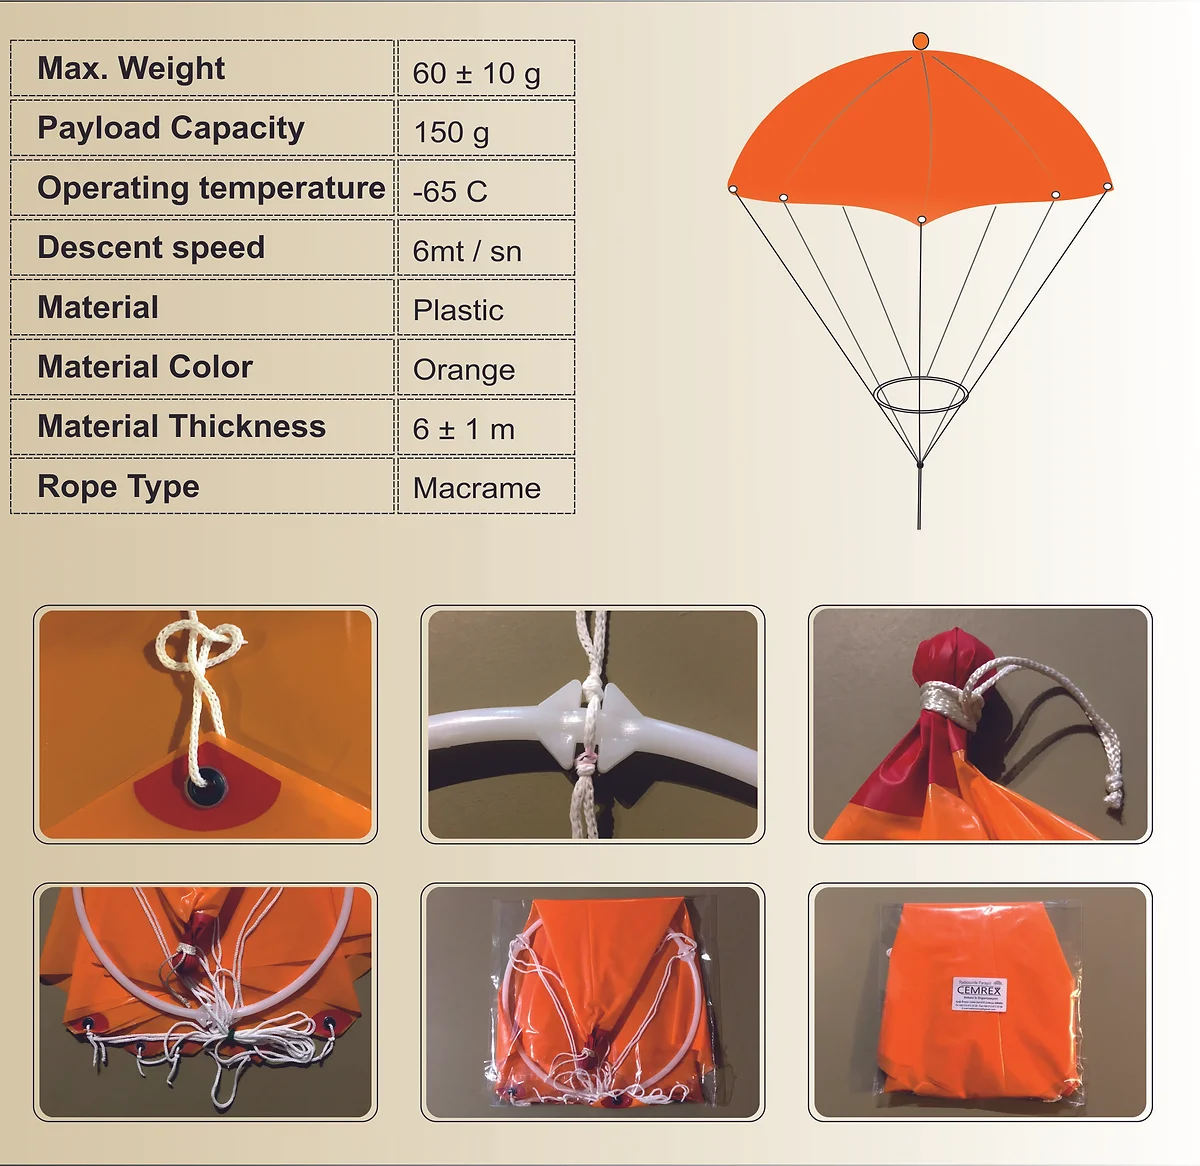 Max. Weight 60 ± 10 g
Payload Capacity 150 g
Operating temperature -65 C
Descent speed 6mt / sn
Material Plastic
Material Color Orange
Material Thickness 6 ± 1 m
Rope Type Macrame
CEMREX